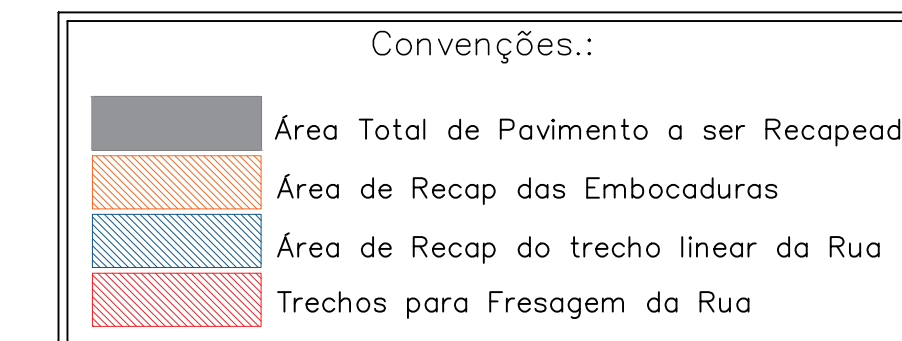 Convenções.:
Área Total de Pavimento a ser Recapead
Área de Recap das Embocaduras
Área de Recap do trecho linear da Rua
Trechos para Fresagem da Rua